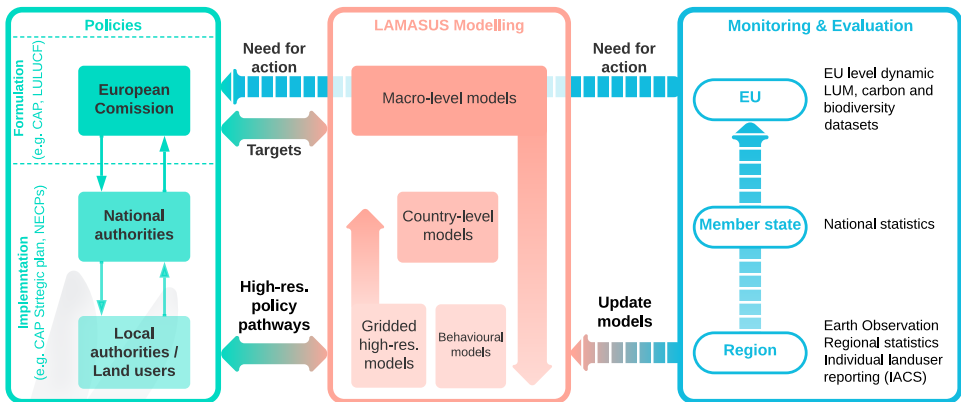 Policies
Formulation
(e.g. CAP, LULUCF)
European
Comission
National
authorities
Implemntation
(e.g. CAP Strtegic plan, NECPs)
Local
authorities /
Land users
Need for
action
Targets
High-res.
policy
pathways
LAMASUS Modelling
Macro-level models
Country-level
models
Gridded
high-res.
models
Behavioural
models
Need for
action
Update
models
Monitoring & Evaluation
EU
EU level dynamic
LUM, carbon and
biodiversity
datasets
Member state
National statistics
Region
Earth Observation
Regional statistics
Individual landuser
reporting (IACS)